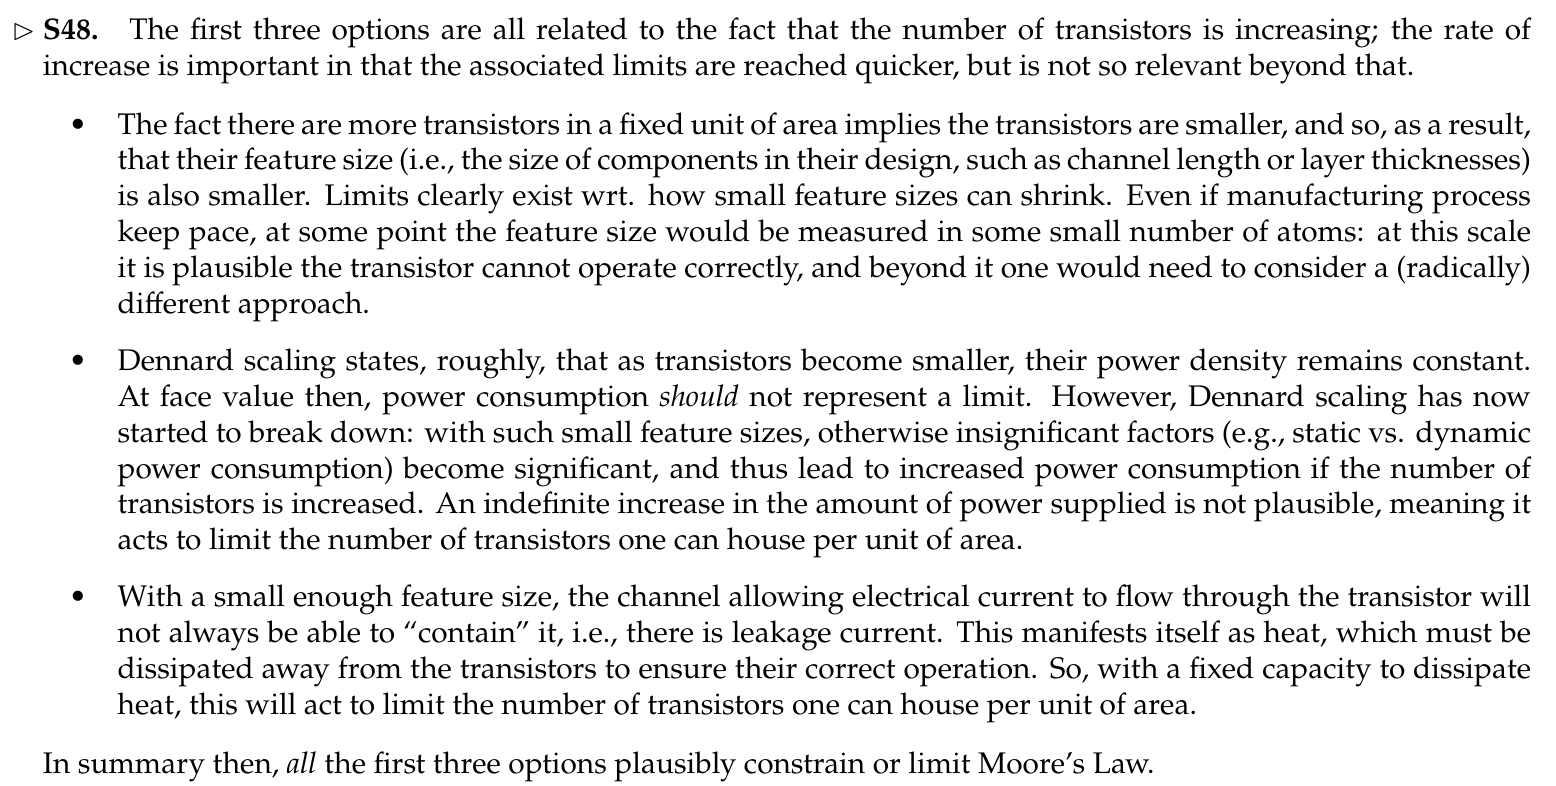 ▷ S48. The first three options are all related to the fact that the number of transistors is increasing; the rate of
increase is important in that the associated limits are reached quicker, but is not so relevant beyond that.
• The fact there are more transistors in a fixed unit of area implies the transistors are smaller, and so, as a result,
that their feature size (i.e., the size of components in their design, such as channel length or layer thicknesses)
is also smaller. Limits clearly exist wrt. how small feature sizes can shrink. Even if manufacturing process
keep pace, at some point the feature size would be measured in some small number of atoms: at this scale
it is plausible the transistor cannot operate correctly, and beyond it one would need to consider a (radically)
different approach.
• Dennard scaling states, roughly, that as transistors become smaller, their power density remains constant.
At face value then, power consumption should not represent a limit. However, Dennard scaling has now
started to break down: with such small feature sizes, otherwise insignificant factors (e.g., static vs. dynamic
power consumption) become significant, and thus lead to increased power consumption if the number of
transistors is increased. An indefinite increase in the amount of power supplied is not plausible, meaning it
acts to limit the number of transistors one can house per unit of area.
• With a small enough feature size, the channel allowing electrical current to flow through the transistor will
not always be able to “contain” it, i.e., there is leakage current. This manifests itself as heat, which must be
dissipated away from the transistors to ensure their correct operation. So, with a fixed capacity to dissipate
heat, this will act to limit the number of transistors one can house per unit of area.
In summary then, all the first three options plausibly constrain or limit Moore’s Law.